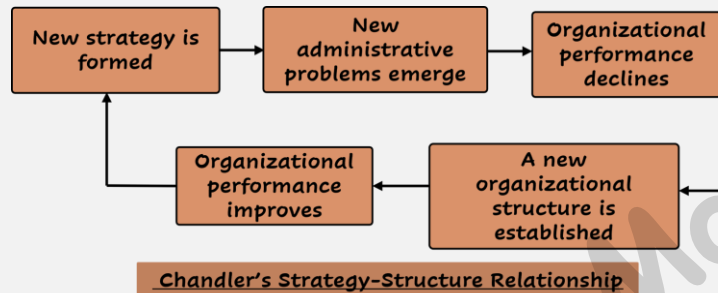 New strategy is
formed
New
administrative
problems emerge
Organizational
performance
declines
Organizational
performance
improves
A new
organizational
structure is
established
Chandler's Strategy-Structure Relationship